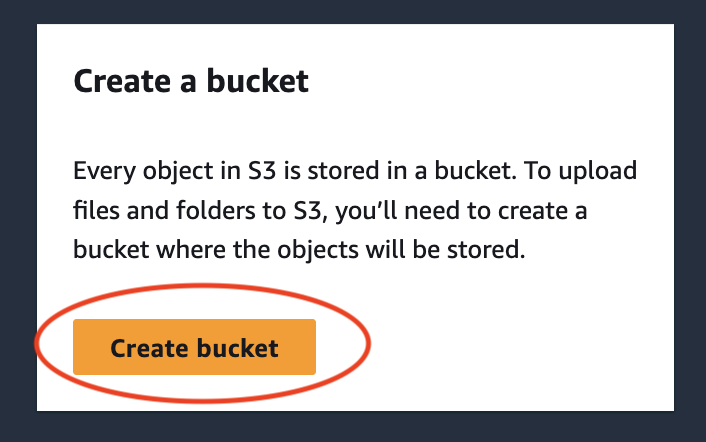 Create a bucket
Every object in S3 is stored in a bucket. To upload
files and folders to S3, you’ll need to create a
bucket where the objects will be stored.
Create bucket